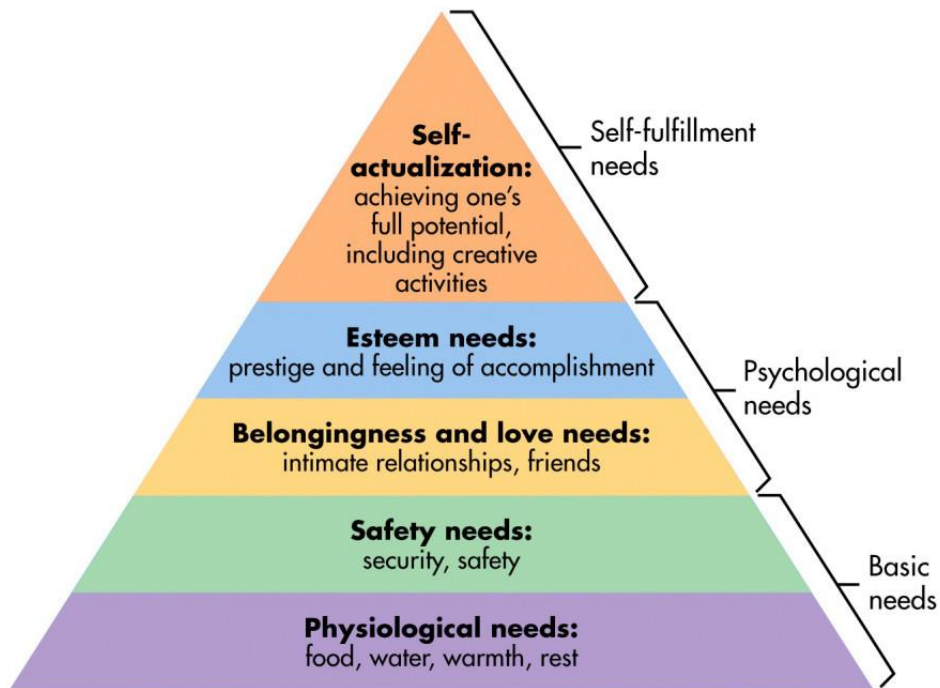 Self-
actualization:
achieving one's
full potential,
including creative
activities
Self-fulfillment
needs
Esteem needs:
prestige and feeling of accomplishment
Belongingness and love needs:
intimate relationships, friends
Psychological
needs
Safety needs:
security, safety
Physiological needs:
food, water, warmth, rest
Basic
needs